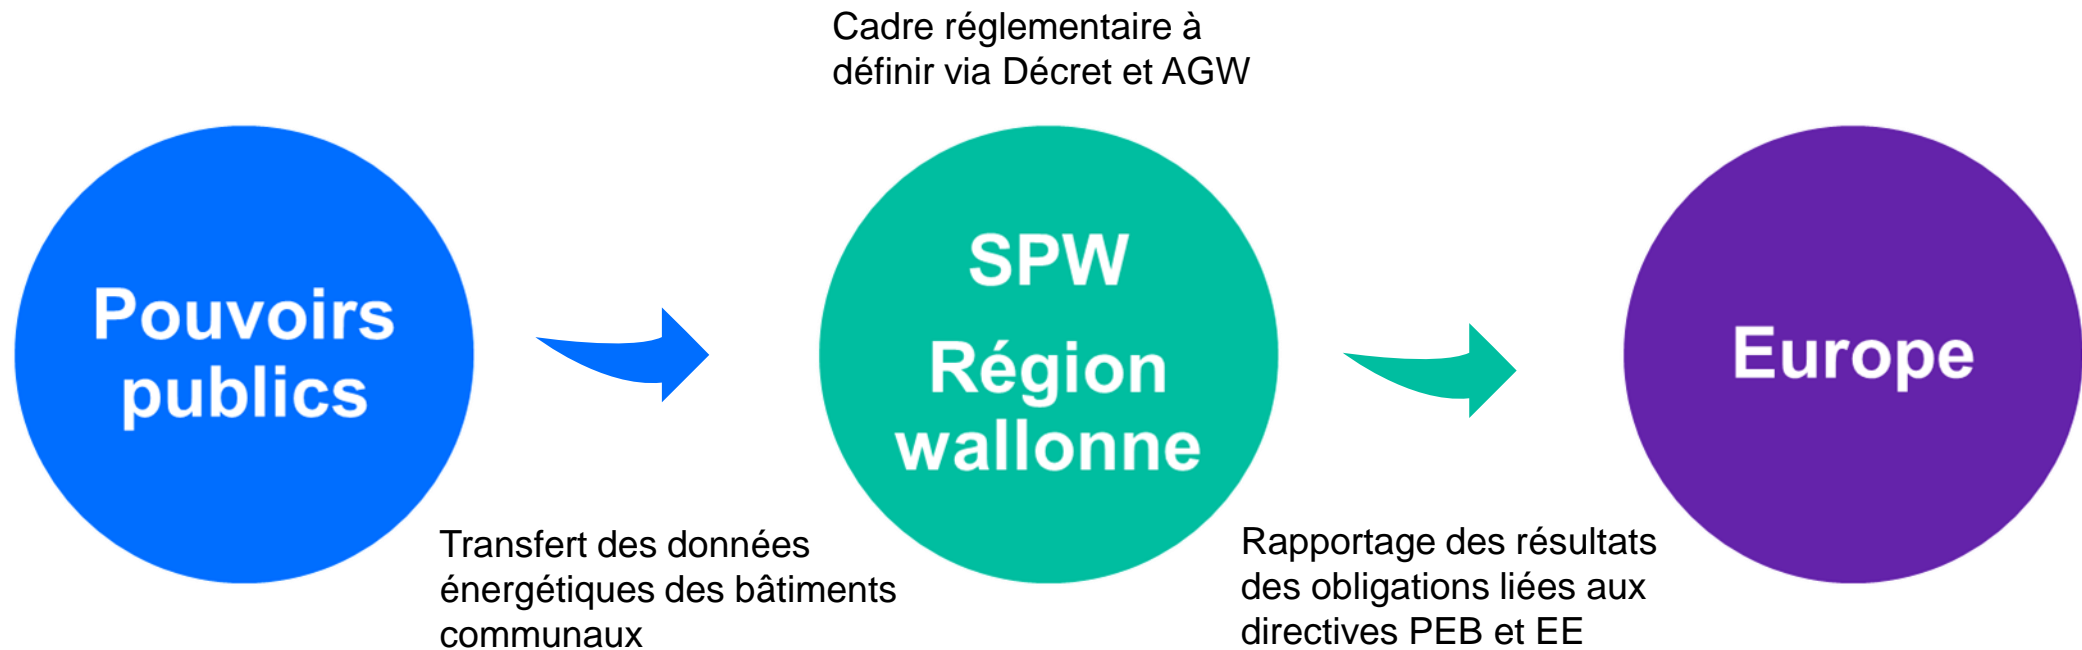 Cadre réglementaire à
définir via Décret et AGW
Pouvoirs
publics
SPW
Région
wallonne
Europe
Transfert des données
énergétiques des bâtiments
communaux
Rapportage des résultats
des obligations liées aux
directives PEB et EE